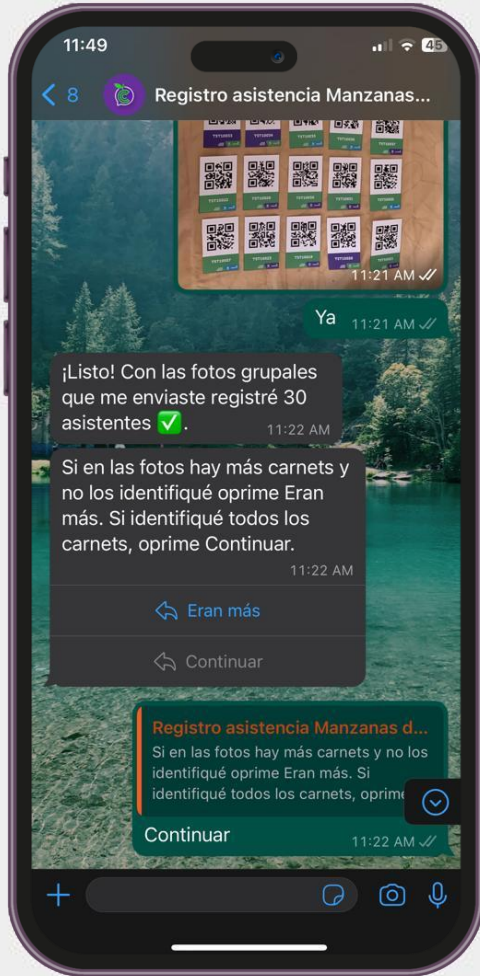 11:49
45
8 Registro asistencia Manzanas...
11:21 AM
Ya 11:21 AM
¡Listo! Con las fotos grupales
que me enviaste registré 30
asistentes ✅.
11:22 AM
Si en las fotos hay más carnets y
no los identifiqué oprime Eran
más. Si identifiqué todos los
carnets, oprime Continuar.
11:22 AM
Eran más
Continuar
Registro asistencia Manzanas d...
Si en las fotos hay más carnets y no los
identifiqué oprime Eran más. Si
identifiqué todos los carnets, oprime
Continuar 11:22 AM